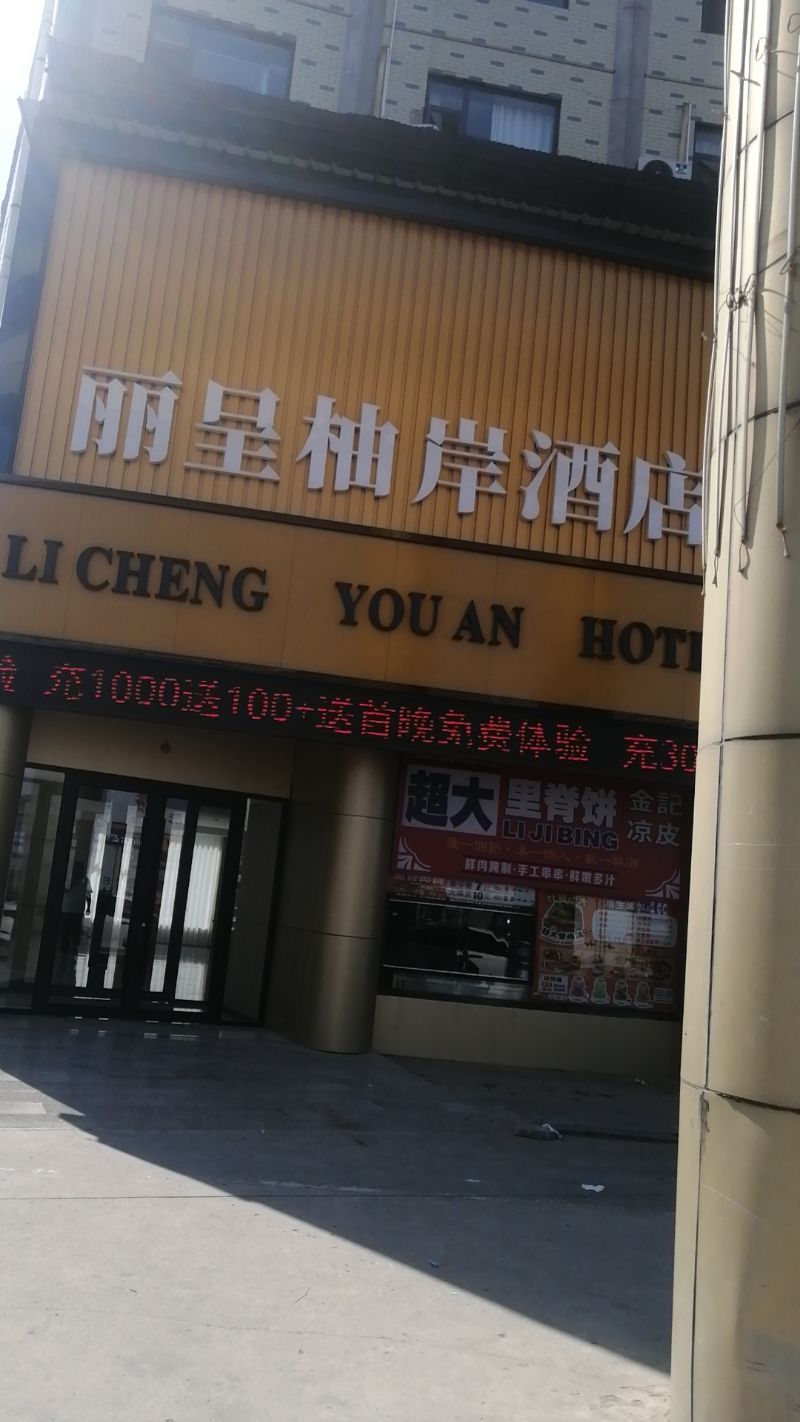 丽呈柚岸酒店
LI CHENG YOU AN HOTE
充1000送100+送首晚免费体验 充30
超大 里脊饼 金記
LI JI BING 凉皮
鲜肉腌制·手工串串·鲜嫩多汁